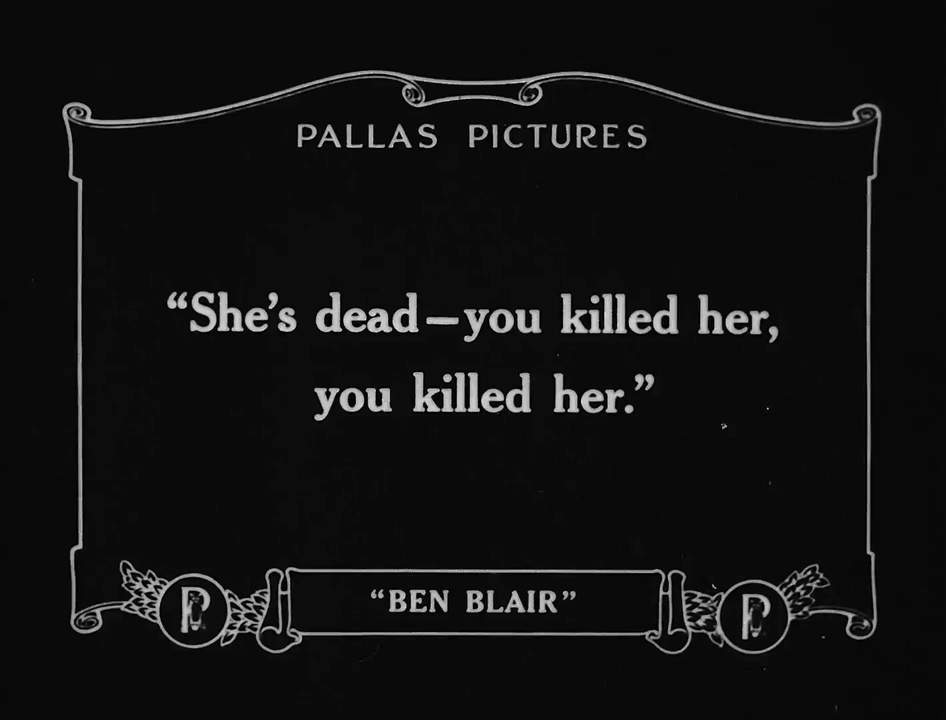 PALLAS PICTURES
“She’s dead—you killed her,
you killed her.”
P
“BEN BLAIR”
P